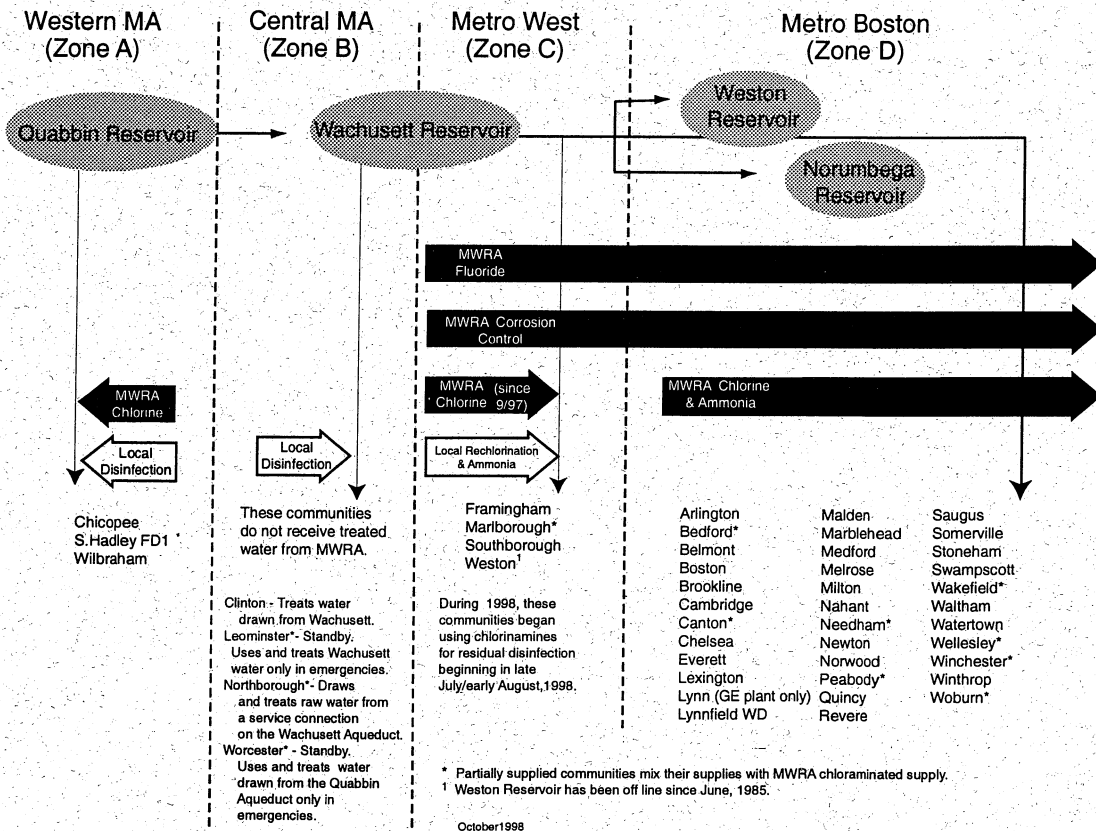 Western MA
(Zone A)
Central MA
(Zone B)
Metro West
(Zone C)
Metro Boston
(Zone D)
Quabbin Reservoir
Wachusett Reservoir
Weston
Reservoir
Norumbega
Reservoir
MWRA
Fluoride
MWRA Corrosion
Control
MWRA
Chlorine
MWRA (since
Chlorine 9/97)
MWRA Chlorine
& Ammonia
Local
Disinfection
Local
Disinfection
Local Rechlorination
& Ammonia
Chicopee
S.Hadley FD1 *
Wilbraham
These communities
do not receive treated
water from MWRA.
Clinton - Treats water
drawn from Wachusett.
Leominster*- Standby.
Uses and treats Wachusett
water only in emergencies.
Northborough*- Draws
and treats raw water from
a service connection
on the Wachusett Aqueduct.
Worcester* - Standby.
Uses and treats water
drawn from the Quabbin
Aqueduct only in
emergencies.
Framingham
Marlborough*
Southborough
Weston¹
During 1998, these
communities began
using chlorinamines
for residual disinfection
beginning in late
July/early August,1998.
Arlington
Bedford*
Belmont
Boston
Brookline
Cambridge
Canton*
Chelsea
Everett
Lexington
Lynn (GE plant only)
Lynnfield WD
Malden
Marblehead
Medford
Melrose
Milton
Nahant
Needham*
Newton
Norwood
Peabody*
Quincy
Revere
Saugus
Somerville
Stoneham
Swampscott
Wakefield*
Waltham
Watertown
Wellesley*
Winchester*
Winthrop
Woburn*
* Partially supplied communities mix their supplies with MWRA chloraminated supply.
¹ Weston Reservoir has been off line since June, 1985.
October1998